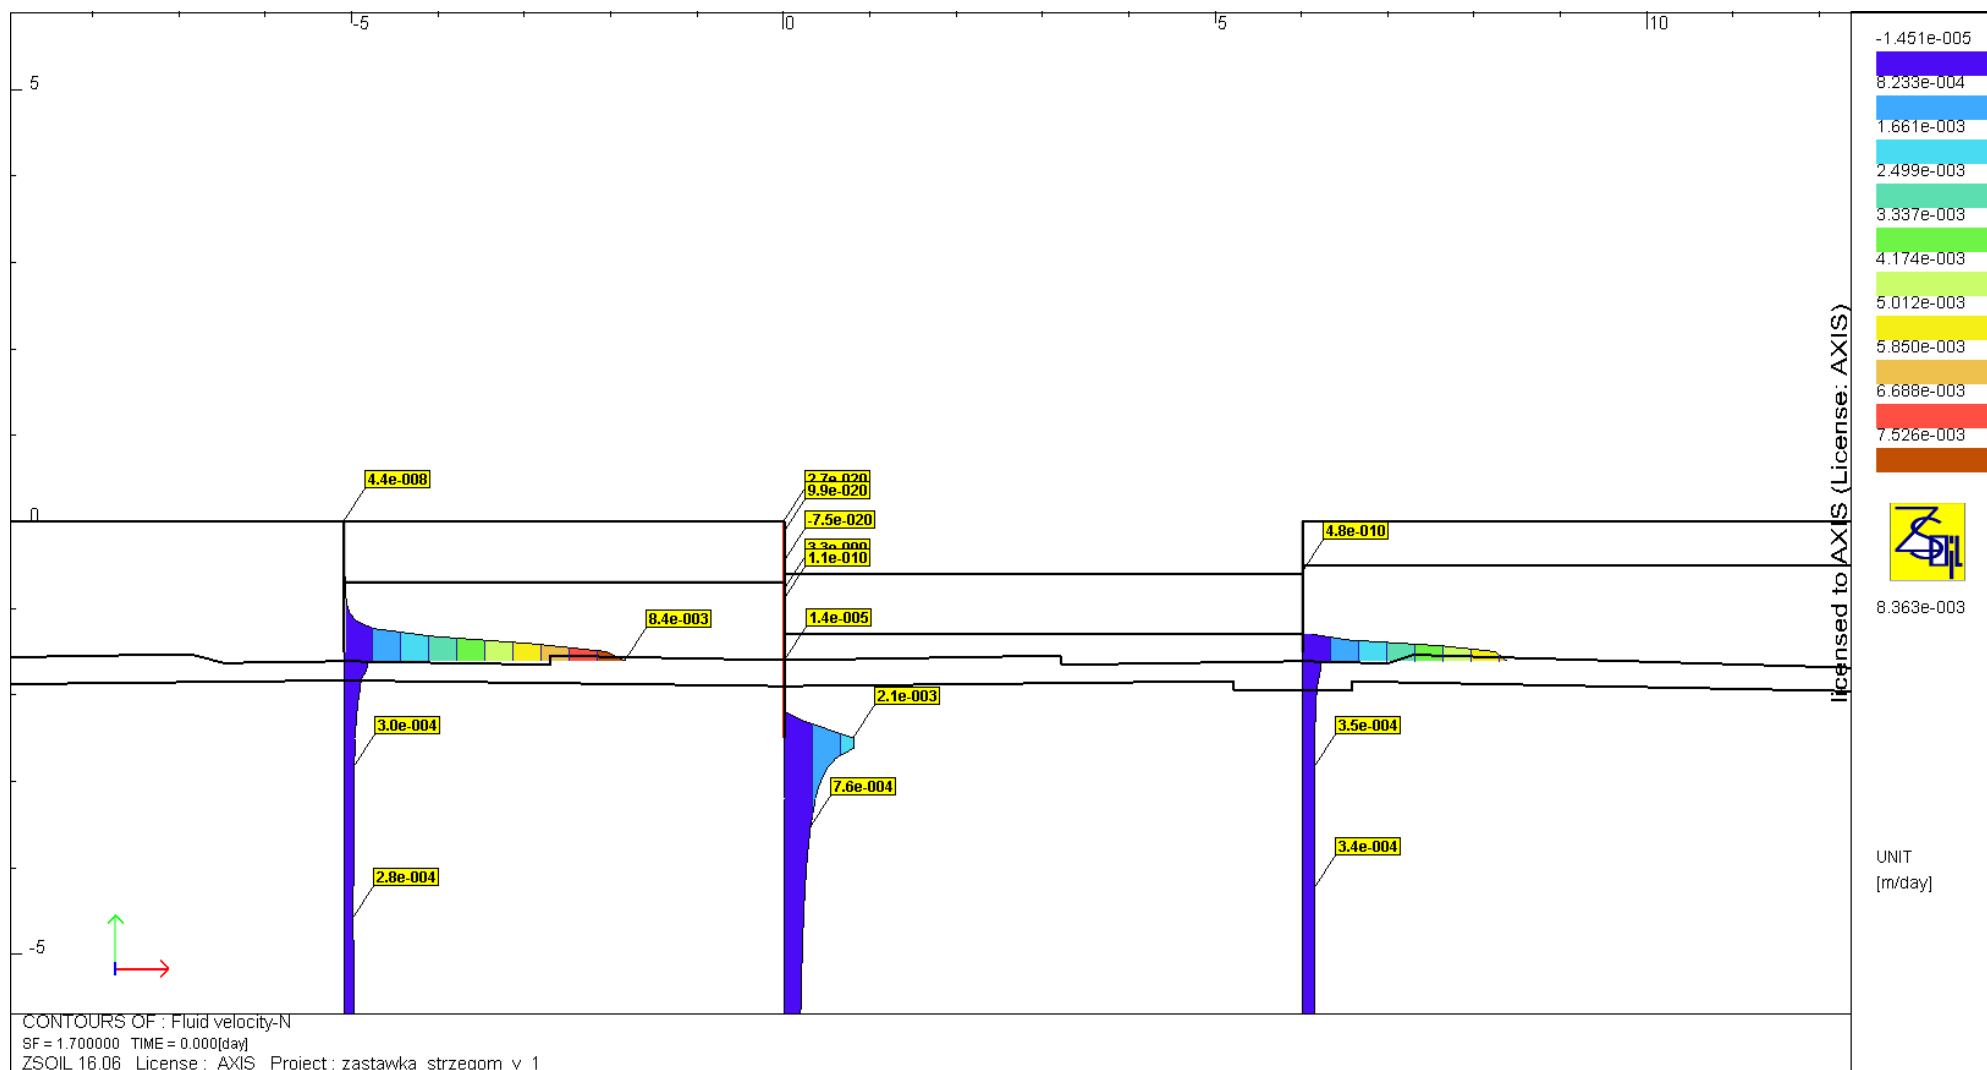 -5
0
5
10
5
0
-5
-1.451e-005
8.233e-004
1.661e-003
2.499e-003
3.337e-003
4.174e-003
5.012e-003
5.850e-003
6.688e-003
7.526e-003
ZSoil
8.363e-003
UNIT
[m/day]
licensed to AXIS (License: AXIS)
4.4e-008
2.7e-020
9.9e-020
-7.5e-020
1.1e-010
4.8e-010
8.4e-003
1.4e-005
2.1e-003
3.0e-004
3.5e-004
7.6e-004
3.4e-004
2.8e-004
CONTOURS OF : Fluid velocity-N
SF = 1.700000 TIME = 0.000[day]
ZSOIL 16.06 License : AXIS Project : zastawka_strzegom_v_1